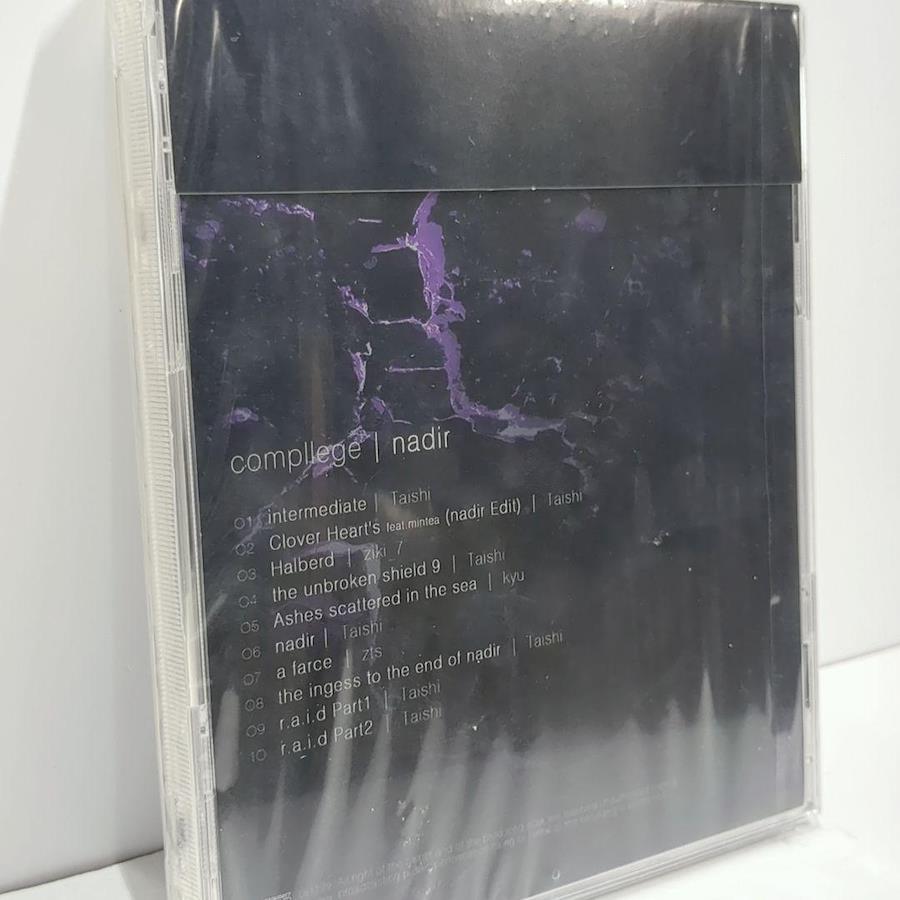 compllege | nadir
01 intermediate | Taishi
02 Clover Heart's feat.mintea (nadir Edit) | Taishi
03 Halberd | ziki_7
04 the unbroken shield 9 | Taishi
05 Ashes scattered in the sea | kyu
06 nadir | Taishi
07 a farce | zts
08 the ingess to the end of nadir | Taishi
09 r.a.i.d Part1 | Taishi
10 r.a.i.d Part2 | Taishi